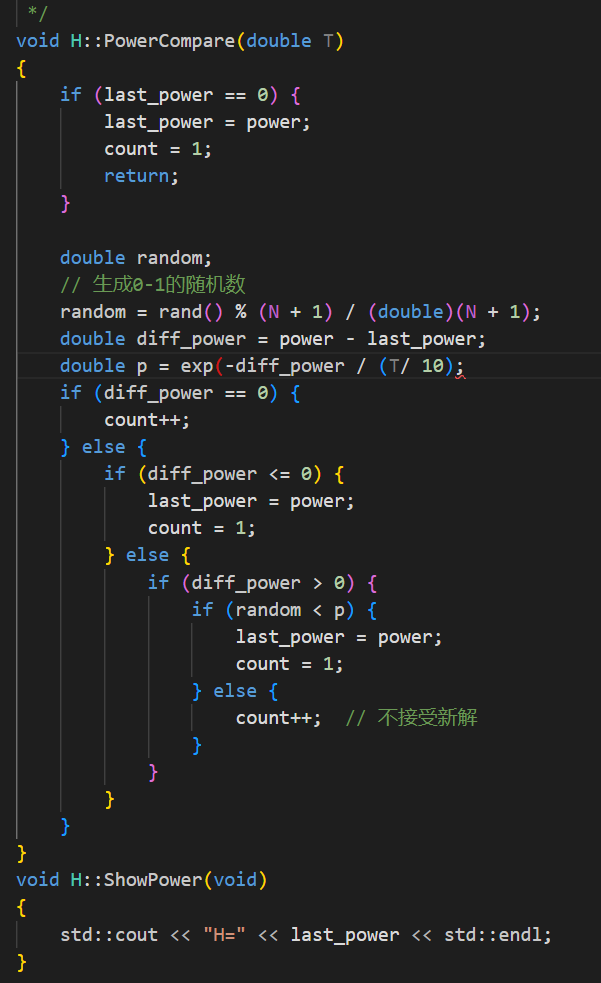 */
void H::PowerCompare(double T)
{
    if (last_power == 0) {
        last_power = power;
        count = 1;
        return;
    }

    double random;
    // 生成0-1的随机数
    random = rand() % (N + 1) / (double)(N + 1);
    double diff_power = power - last_power;
    double p = exp(-diff_power / (T/ 10);
    if (diff_power == 0) {
        count++;
    } else {
        if (diff_power <= 0) {
            last_power = power;
            count = 1;
        } else {
            if (diff_power > 0) {
                if (random < p) {
                    last_power = power;
                    count = 1;
                } else {
                    count++;  // 不接受新解
                }
            }
        }
    }
}
void H::ShowPower(void)
{
    std::cout << "H=" << last_power << std::endl;
}